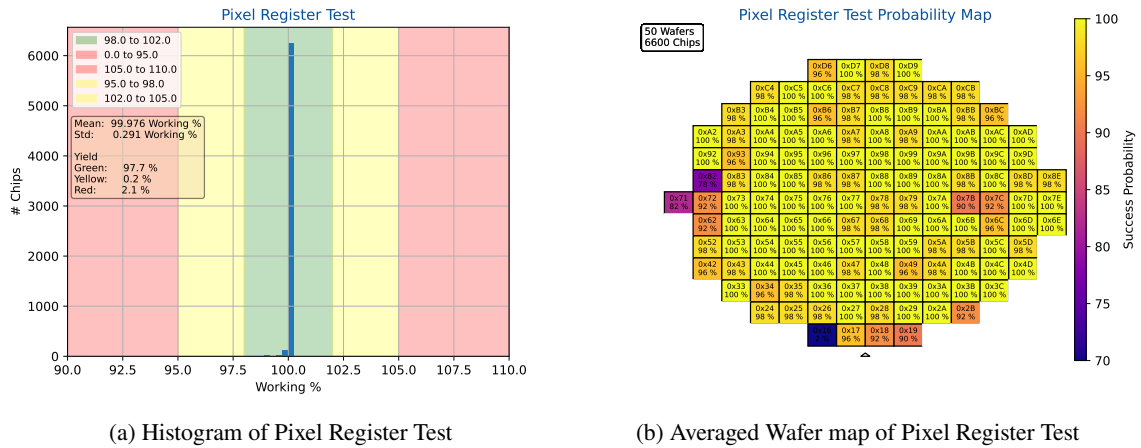 Pixel Register Test
98.0 to 102.0
0.0 to 95.0
105.0 to 110.0
95.0 to 98.0
102.0 to 105.0
Mean: 99.976 Working %
Std: 0.291 Working %
Yield
Green: 97.7 %
Yellow: 0.2 %
Red: 2.1 %
# Chips
6000
5000
4000
3000
2000
1000
0
90.0 92.5 95.0 97.5 100.0 102.5 105.0 107.5 110.0
Working %
(a) Histogram of Pixel Register Test
Pixel Register Test Probability Map
50 Wafers
6600 Chips
0xD6 0xD7 0xD8 0xD9
96 % 100 % 98 % 100 %
0xC4 0xC5 0xC6 0xC7 0xC8 0xC9 0xCA 0xCB
98 % 100 % 100 % 98 % 98 % 98 % 98 % 98 %
0xB3 0xB4 0xB5 0xB6 0xB7 0xB8 0xB9 0xBA 0xBB 0xBC
98 % 100 % 100 % 96 % 98 % 100 % 100 % 98 % 98 % 96 %
0xA2 0xA3 0xA4 0xA5 0xA6 0xA7 0xA8 0xA9 0xAA 0xAB 0xAC 0xAD
100 % 98 % 100 % 100 % 100 % 98 % 100 % 98 % 100 % 100 % 100 % 100 %
0x92 0x93 0x94 0x95 0x96 0x97 0x98 0x99 0x9A 0x9B 0x9C 0x9D
100 % 96 % 100 % 100 % 100 % 100 % 100 % 100 % 100 % 100 % 100 % 100 %
0x82 0x83 0x84 0x85 0x86 0x87 0x88 0x89 0x8A 0x8B 0x8C 0x8D 0x8E
78 % 98 % 100 % 100 % 98 % 98 % 100 % 100 % 100 % 98 % 100 % 98 % 98 %
0x71 0x72 0x73 0x74 0x75 0x76 0x77 0x78 0x79 0x7A 0x7B 0x7C 0x7D 0x7E
82 % 92 % 100 % 100 % 100 % 100 % 100 % 98 % 98 % 100 % 90 % 92 % 100 % 100 %
0x62 0x63 0x64 0x65 0x66 0x67 0x68 0x69 0x6A 0x6B 0x6C 0x6D 0x6E
92 % 100 % 100 % 100 % 100 % 98 % 98 % 100 % 100 % 100 % 96 % 100 % 100 %
0x52 0x53 0x54 0x55 0x56 0x57 0x58 0x59 0x5A 0x5B 0x5C 0x5D
98 % 100 % 100 % 100 % 100 % 100 % 100 % 100 % 98 % 98 % 100 % 98 %
0x42 0x43 0x44 0x45 0x46 0x47 0x48 0x49 0x4A 0x4B 0x4C 0x4D
96 % 98 % 100 % 100 % 100 % 98 % 100 % 96 % 98 % 100 % 100 % 100 %
0x33 0x34 0x35 0x36 0x37 0x38 0x39 0x3A 0x3B 0x3C
100 % 96 % 98 % 100 % 100 % 100 % 100 % 100 % 100 % 100 %
0x24 0x25 0x26 0x27 0x28 0x29 0x2A 0x2B
98 % 98 % 98 % 100 % 98 % 100 % 100 % 92 %
0x17 0x18 0x19
96 % 92 % 90 %
100
95
90
85
80
75
70
Success Probability
(b) Averaged Wafer map of Pixel Register Test